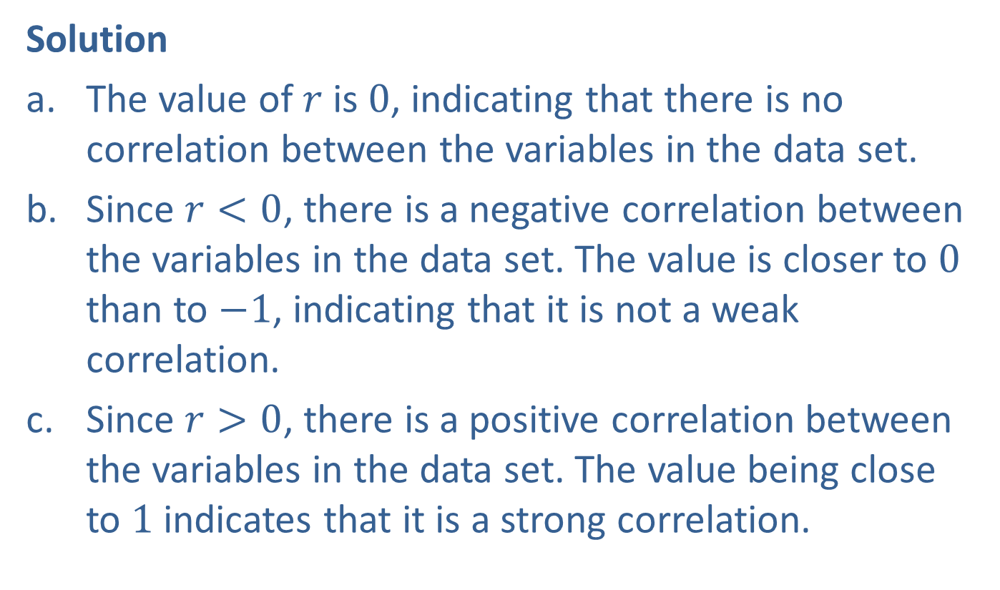 Solution
a. The value of r is 0, indicating that there is no
correlation between the variables in the data set.
b. Since r < 0, there is a negative correlation between
the variables in the data set. The value is closer to 0
than to −1, indicating that it is not a weak
correlation.
c. Since r > 0, there is a positive correlation between
the variables in the data set. The value being close
to 1 indicates that it is a strong correlation.